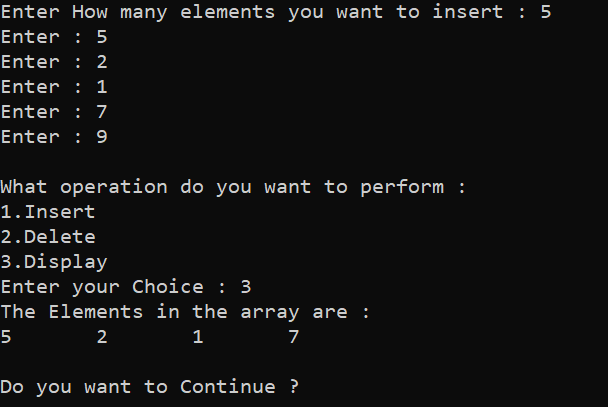 Enter How many elements you want to insert : 5
Enter : 5
Enter : 2
Enter : 1
Enter : 7
Enter : 9
What operation do you want to perform :
1.Insert
2.Delete
3.Display
Enter your Choice : 3
The Elements in the array are :
5 2 1 7
Do you want to Continue ?